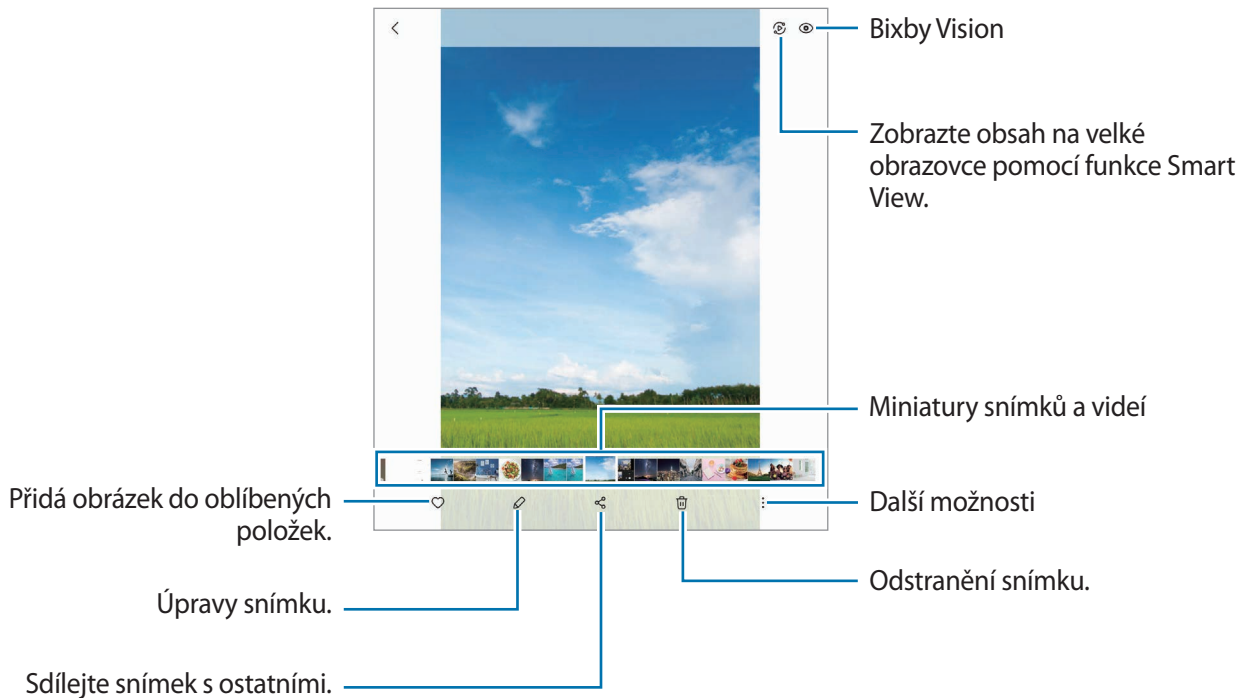 Bixby Vision
Zobrazte obsah na velké
obrazovce pomocí funkce Smart
View.
Miniatury snímků a videí
Přidá obrázek do oblíbených
položek.
Další možnosti
Odstranění snímku.
Úpravy snímku.
Sdílejte snímek s ostatními.